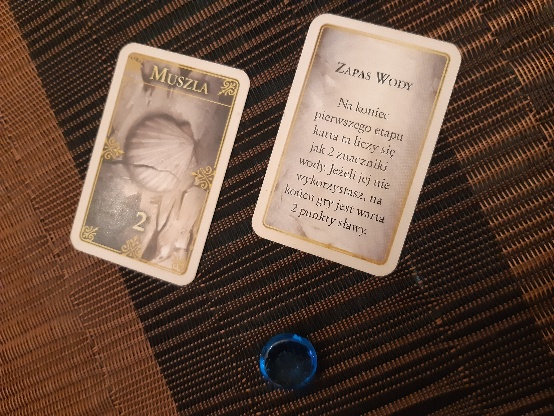 MUSZLA
2
ZAPAS WODY
Na koniec
pierwszego etapu
karta ta liczy się
jak 2 znaczniki
wody. Jeżeli jej nie
wykorzystasz, na
koniec gry jest warta
2 punkty sławy.